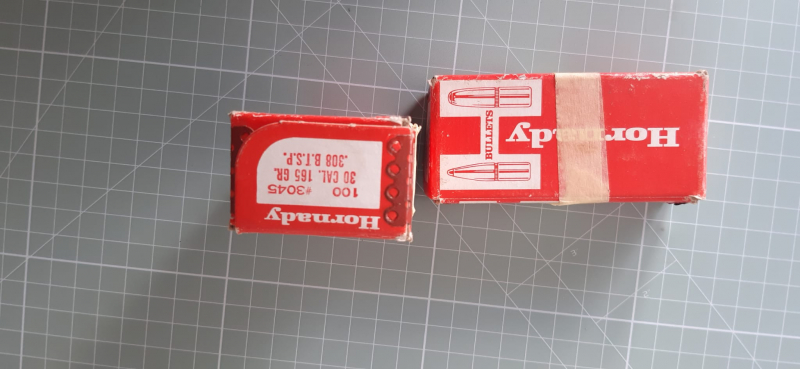 Hornady
100 #3045
30 CAL. 165 GR.
.308 B.T.S.P.
Hornady
BULLETS